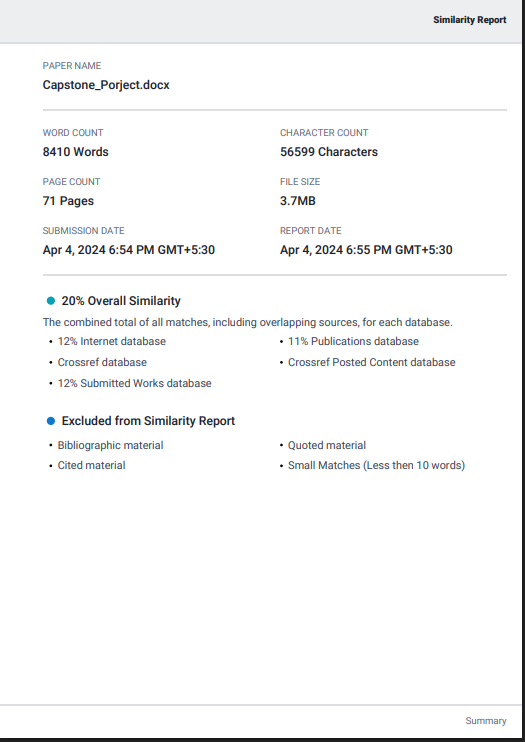 Similarity Report
PAPER NAME
Capstone_Porject.docx
WORD COUNT
8410 Words
CHARACTER COUNT
56599 Characters
PAGE COUNT
71 Pages
FILE SIZE
3.7MB
SUBMISSION DATE
Apr 4, 2024 6:54 PM GMT+5:30
REPORT DATE
Apr 4, 2024 6:55 PM GMT+5:30
20% Overall Similarity
The combined total of all matches, including overlapping sources, for each database.
• 12% Internet database
• 11% Publications database
• Crossref database
• Crossref Posted Content database
• 12% Submitted Works database
Excluded from Similarity Report
• Bibliographic material
• Quoted material
• Cited material
• Small Matches (Less then 10 words)
Summary